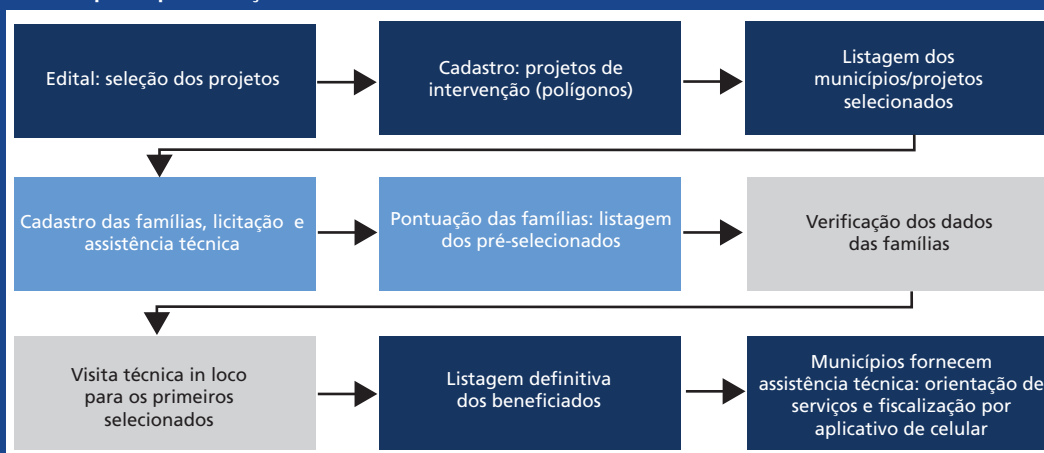 Edital: seleção dos projetos
Cadastro: projetos de
intervenção (polígonos)
Listagem dos
municípios/projetos
selecionados
Cadastro das famílias, licitação e
assistência técnica
Pontuação das famílias: listagem
dos pré-selecionados
Verificação dos dados
das famílias
Visita técnica in loco
para os primeiros
selecionados
Listagem definitiva
dos beneficiados
Municípios fornecem
assistência técnica: orientação de
serviços e fiscalização por
aplicativo de celular